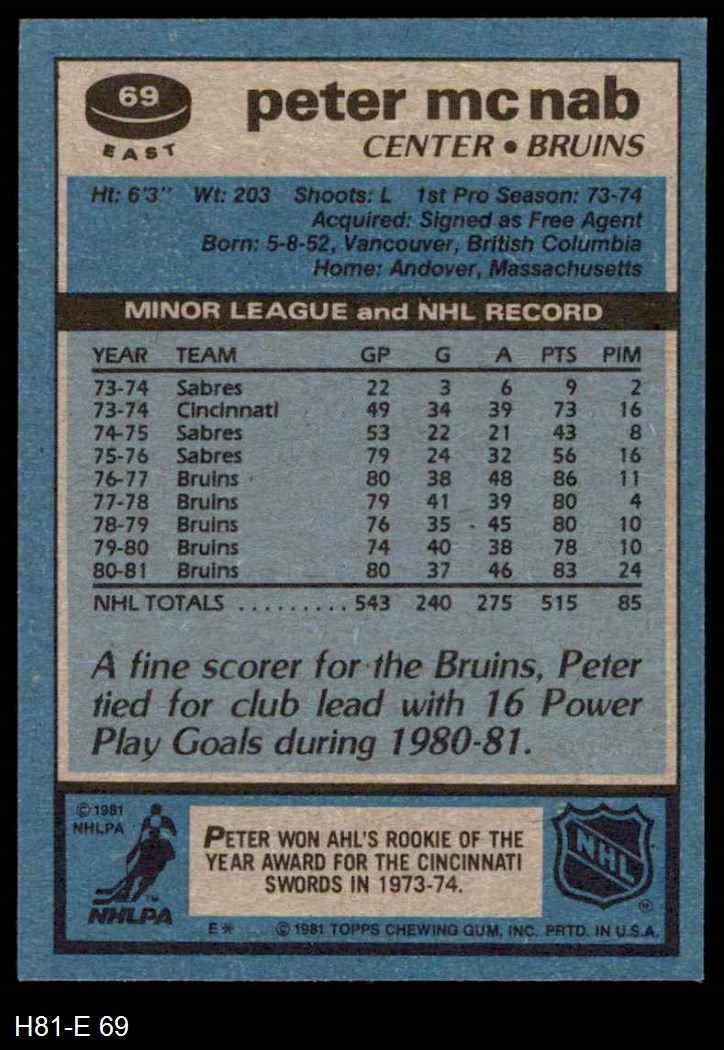 69
EAST
peter mc nab
CENTER • BRUINS
Ht: 6'3" Wt: 203 Shoots: L 1st Pro Season: 73-74
Acquired: Signed as Free Agent
Born: 5-8-52, Vancouver, British Columbia
Home: Andover, Massachusetts
MINOR LEAGUE and NHL RECORD
YEAR TEAM GP G A PTS PIM
73-74 Sabres 22 3 6 9 2
73-74 Cincinnati 49 34 39 73 16
74-75 Sabres 53 22 21 43 8
75-76 Sabres 79 24 32 56 16
76-77 Bruins 80 38 48 86 11
77-78 Bruins 79 41 39 80 4
78-79 Bruins 76 35 45 80 10
79-80 Bruins 74 40 38 78 10
80-81 Bruins 80 37 46 83 24
NHL TOTALS ......... 543 240 275 515 85
A fine scorer for the Bruins, Peter
tied for club lead with 16 Power
Play Goals during 1980-81.
© 1981
NHLPA
TM
NHLPA
PETER WON AHL'S ROOKIE OF THE
YEAR AWARD FOR THE CINCINNATI
SWORDS IN 1973-74.
NHL
®
E* © 1981 TOPPS CHEWING GUM, INC. PRTD. IN U.S.A.
H81-E 69